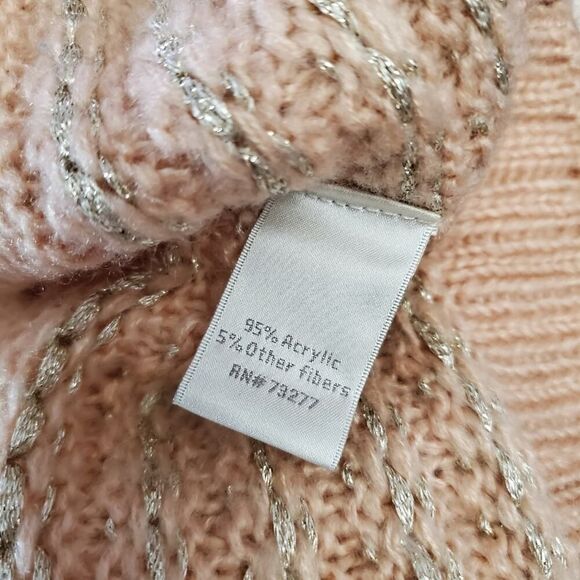 95% Acrylic
5% Other fibers
RN# 73277